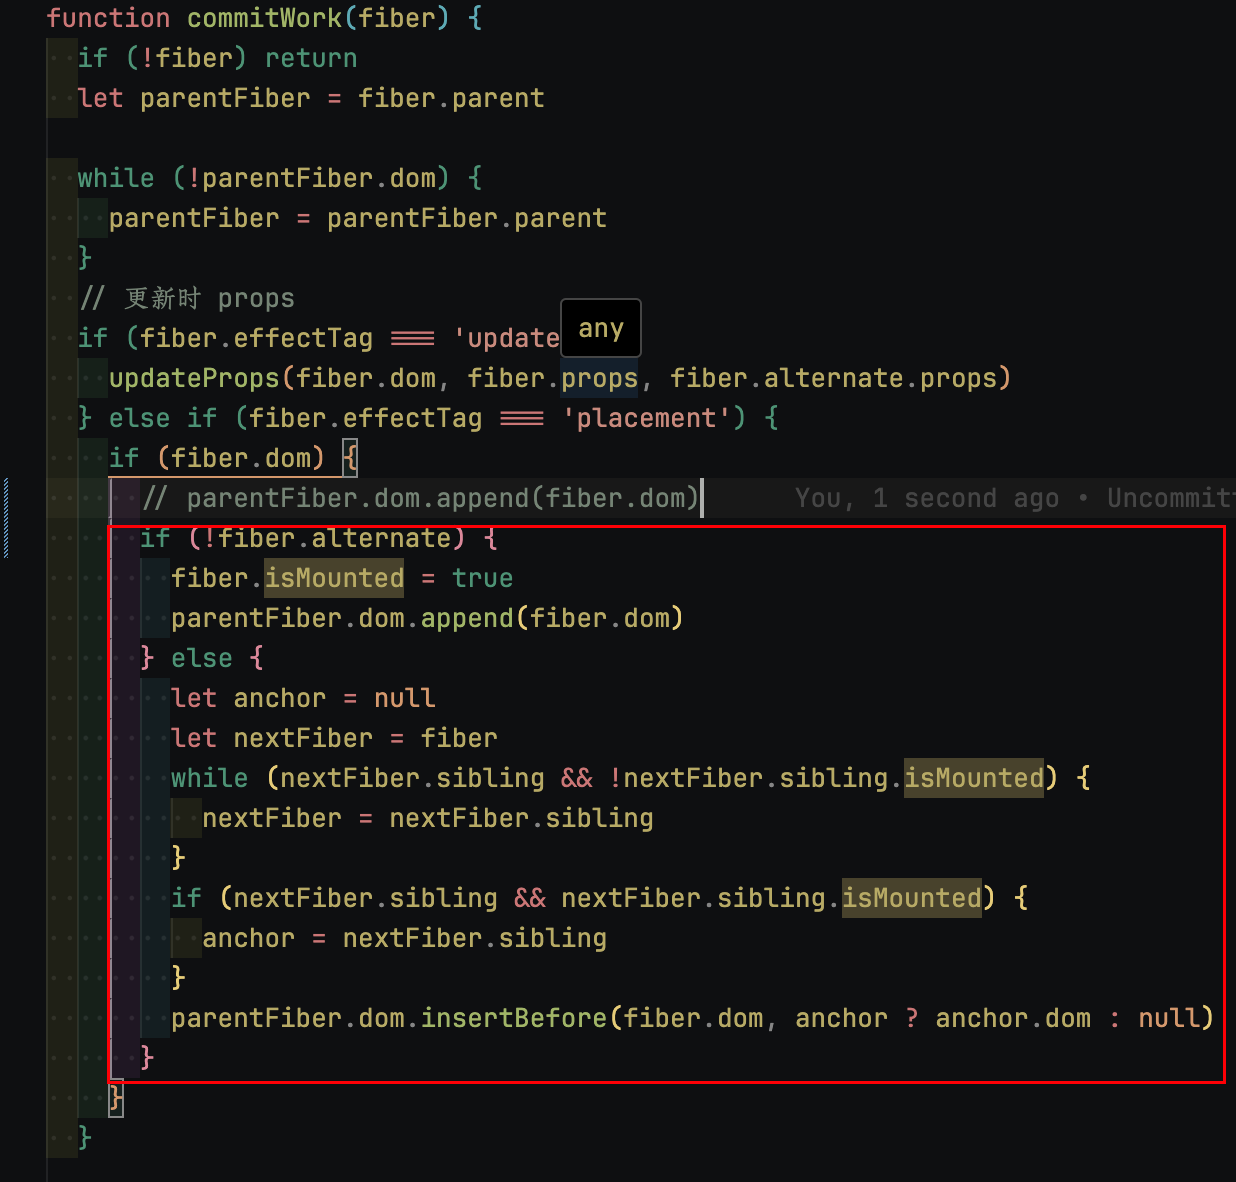 function commitWork(fiber) {
if (!fiber) return
let parentFiber = fiber.parent
while (!parentFiber.dom) {
parentFiber = parentFiber.parent
}
// 更新时 props
if (fiber.effectTag === 'update
any
updateProps(fiber.dom, fiber.props, fiber.alternate.props)
} else if (fiber.effectTag === 'placement') {
if (fiber.dom) {
// parentFiber.dom.append(fiber.dom) You, 1 second ago • Uncommit
if (!fiber.alternate) {
fiber.isMounted = true
parentFiber.dom.append(fiber.dom)
} else {
let anchor = null
let nextFiber = fiber
while (nextFiber.sibling && !nextFiber.sibling.isMounted) {
nextFiber = nextFiber.sibling
}
if (nextFiber.sibling && nextFiber.sibling.isMounted) {
anchor = nextFiber.sibling
}
parentFiber.dom.insertBefore(fiber.dom, anchor ? anchor.dom : null)
}
}
}